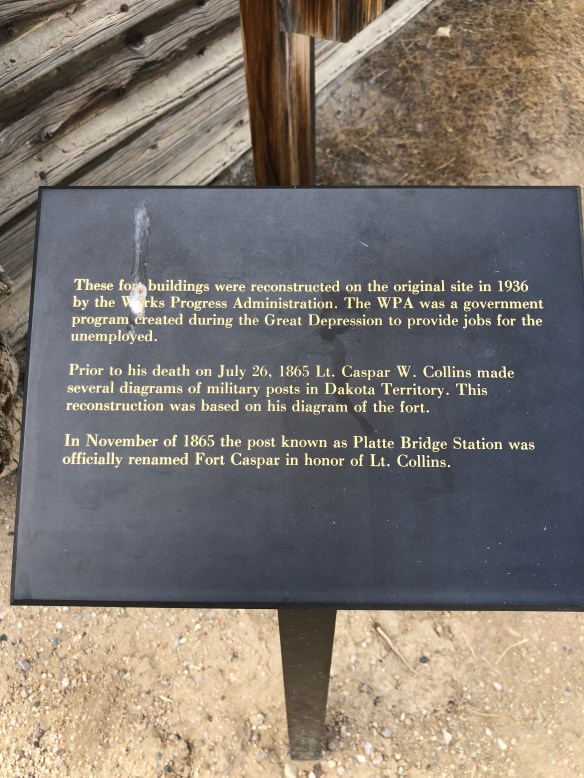 These fort buildings were reconstructed on the original site in 1936
by the Works Progress Administration. The WPA was a government
program created during the Great Depression to provide jobs for the
unemployed.
Prior to his death on July 26, 1865 Lt. Caspar W. Collins made
several diagrams of military posts in Dakota Territory. This
reconstruction was based on his diagram of the fort.
In November of 1865 the post known as Platte Bridge Station was
officially renamed Fort Caspar in honor of Lt. Collins.